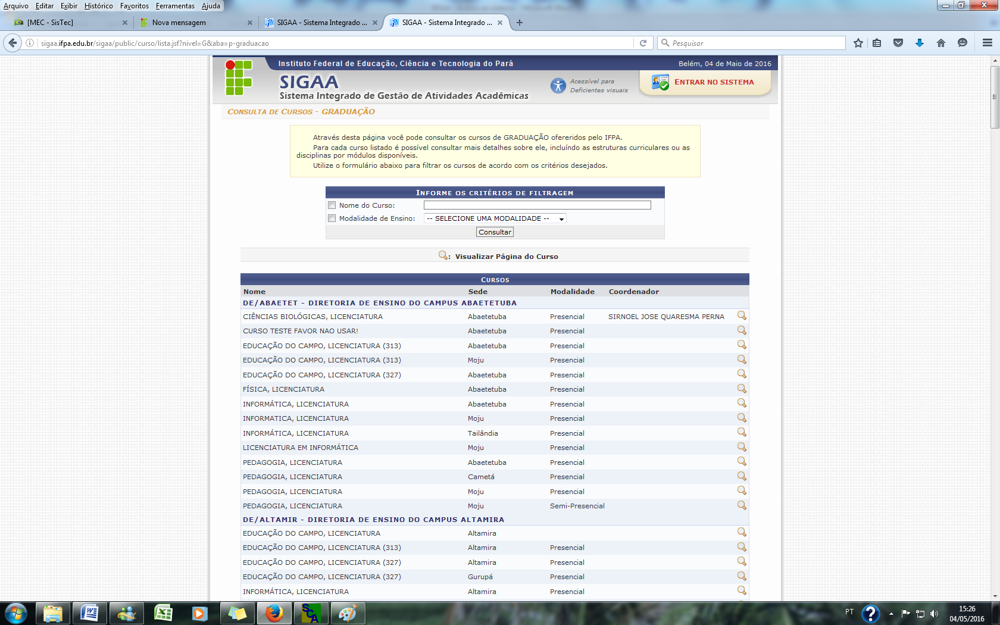 Arquivo Editar Exibir Histórico Favoritos Ferramentas Ajuda
[MEC - SisTec] Nova mensagem SIGAA - Sistema Integrado ... SIGAA - Sistema Integrado ...
sigaa.ifpa.edu.br/sigaa/public/curso/lista.jsf?nivel=G&aba=p-graduacao Pesquisar
Instituto Federal de Educação, Ciência e Tecnologia do Pará Belém, 04 de Maio de 2016
SIGAA
Sistema Integrado de Gestão de Atividades Acadêmicas
Acessível para
Deficientes visuais
ENTRAR NO SISTEMA
CONSULTA DE CURSOS - GRADUAÇÃO
Através desta página você pode consultar os cursos de GRADUAÇÃO ofereridos pelo IFPA.
Para cada curso listado é possível consultar mais detalhes sobre ele, incluíndo as estruturas curriculares ou as
disciplinas por módulos disponíveis.
Utilize o formulário abaixo para filtrar os cursos de acordo com os critérios desejados.
INFORME OS CRITÉRIOS DE FILTRAGEM
Nome do Curso:
Modalidade de Ensino: -- SELECIONE UMA MODALIDADE --
Consultar
: Visualizar Página do Curso
CURSOS
Nome Sede Modalidade Coordenador
DE/ABAETET - DIRETORIA DE ENSINO DO CAMPUS ABAETETUBA
CIÊNCIAS BIOLÓGICAS, LICENCIATURA Abaetetuba Presencial SIRNOEL JOSE QUARESMA PERNA
CURSO TESTE FAVOR NAO USAR! Abaetetuba Presencial
EDUCAÇÃO DO CAMPO, LICENCIATURA (313) Abaetetuba Presencial
EDUCAÇÃO DO CAMPO, LICENCIATURA (313) Moju Presencial
EDUCAÇÃO DO CAMPO, LICENCIATURA (327) Abaetetuba Presencial
FÍSICA, LICENCIATURA Abaetetuba Presencial
INFORMÁTICA, LICENCIATURA Abaetetuba Presencial
INFORMATICA, LICENCIATURA Moju Presencial
INFORMÁTICA, LICENCIATURA Tailândia Presencial
LICENCIATURA EM INFORMÁTICA Moju Presencial
PEDAGOGIA, LICENCIATURA Abaetetuba Presencial
PEDAGOGIA, LICENCIATURA Cametá Presencial
PEDAGOGIA, LICENCIATURA Moju Presencial
PEDAGOGIA, LICENCIATURA Moju Semi-Presencial
DE/ALTAMIR - DIRETORIA DE ENSINO DO CAMPUS ALTAMIRA
EDUCAÇÃO DO CAMPO, LICENCIATURA Altamira
EDUCAÇÃO DO CAMPO, LICENCIATURA (313) Altamira Presencial
EDUCAÇÃO DO CAMPO, LICENCIATURA (327) Altamira Presencial
EDUCAÇÃO DO CAMPO, LICENCIATURA (327) Gurupá Presencial
INFORMÁTICA, LICENCIATURA Altamira Presencial
SCA
PT
15:26
04/05/2016